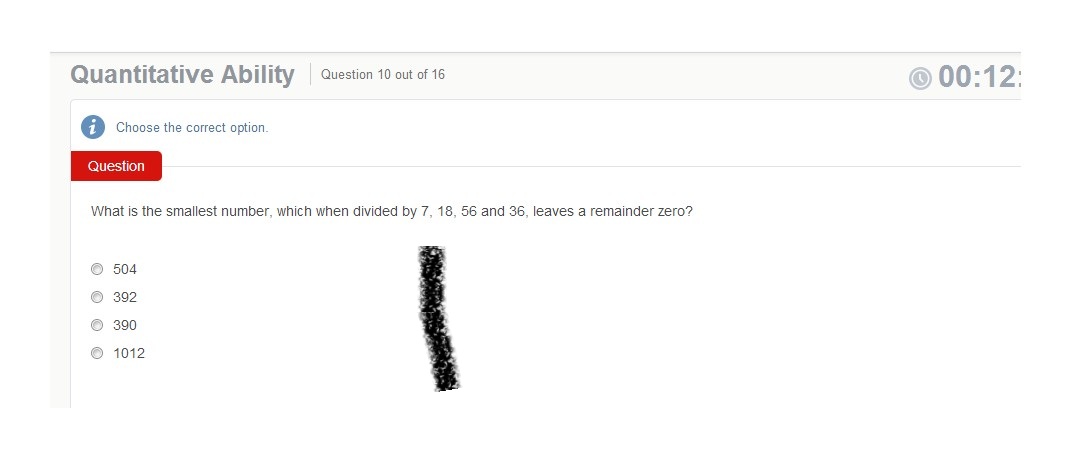 Quantitative Ability Question 10 out of 16 00:12:
Choose the correct option.
Question
What is the smallest number, which when divided by 7, 18, 56 and 36, leaves a remainder zero?
504
392
390
1012